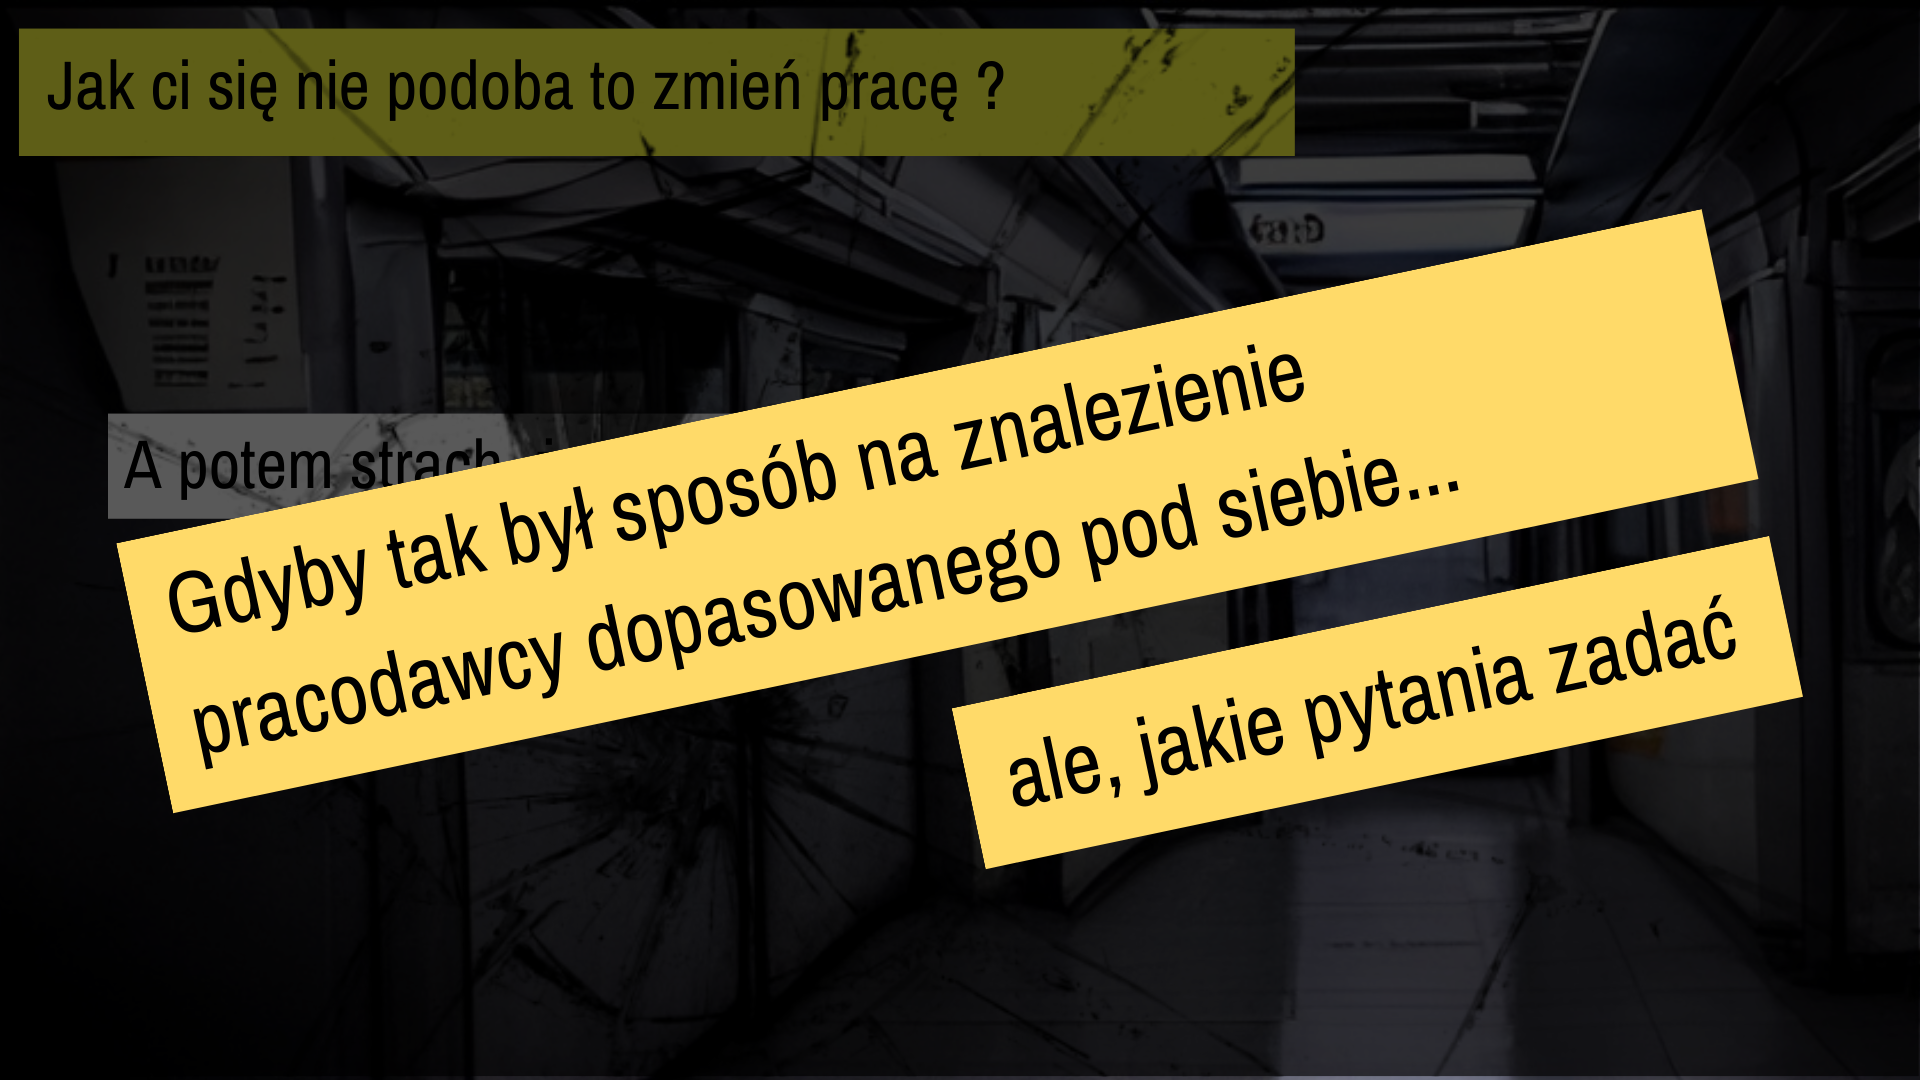 Jak ci się nie podoba to zmień pracę ?
A potem strach
Gdyby tak był sposób na znalezienie
pracodawcy dopasowanego pod siebie...
ale, jakie pytania zadać